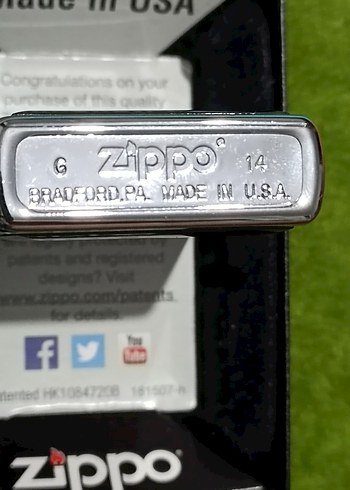 Made in USA
Congratulations on your
purchase of this quality
G zippo® 14
BRADFORD, PA. MADE IN U.S.A.
patents and registered
designs? Visit
www.zippo.com/patents
for details.
f
You
Tube
HK1084720B 181507-h
zippo®